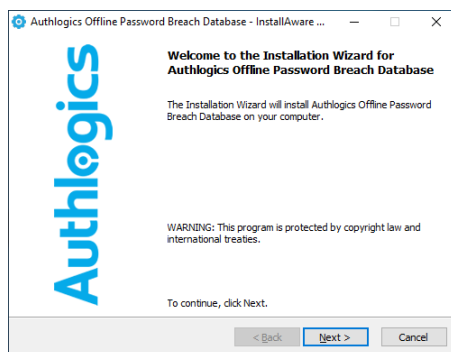 Authlogics Offline Password Breach Database - InstallAware ...
Authlogics
Welcome to the Installation Wizard for
Authlogics Offline Password Breach Database
The Installation Wizard will install Authlogics Offline Password
Breach Database on your computer.
WARNING: This program is protected by copyright law and
international treaties.
To continue, click Next.
< Back
Next >
Cancel